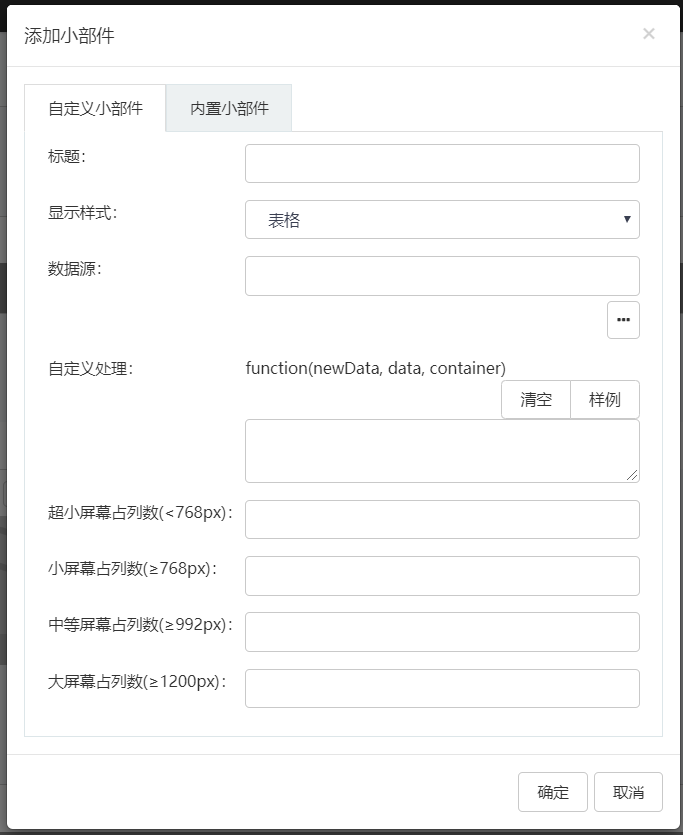 添加小部件 ×
自定义小部件 内置小部件
标题:
显示样式: 表格
数据源:
...
自定义处理: function(newData, data, container)
清空 样例
超小屏幕占列数(<768px):
小屏幕占列数(≥768px):
中等屏幕占列数(≥992px):
大屏幕占列数(≥1200px):
确定 取消